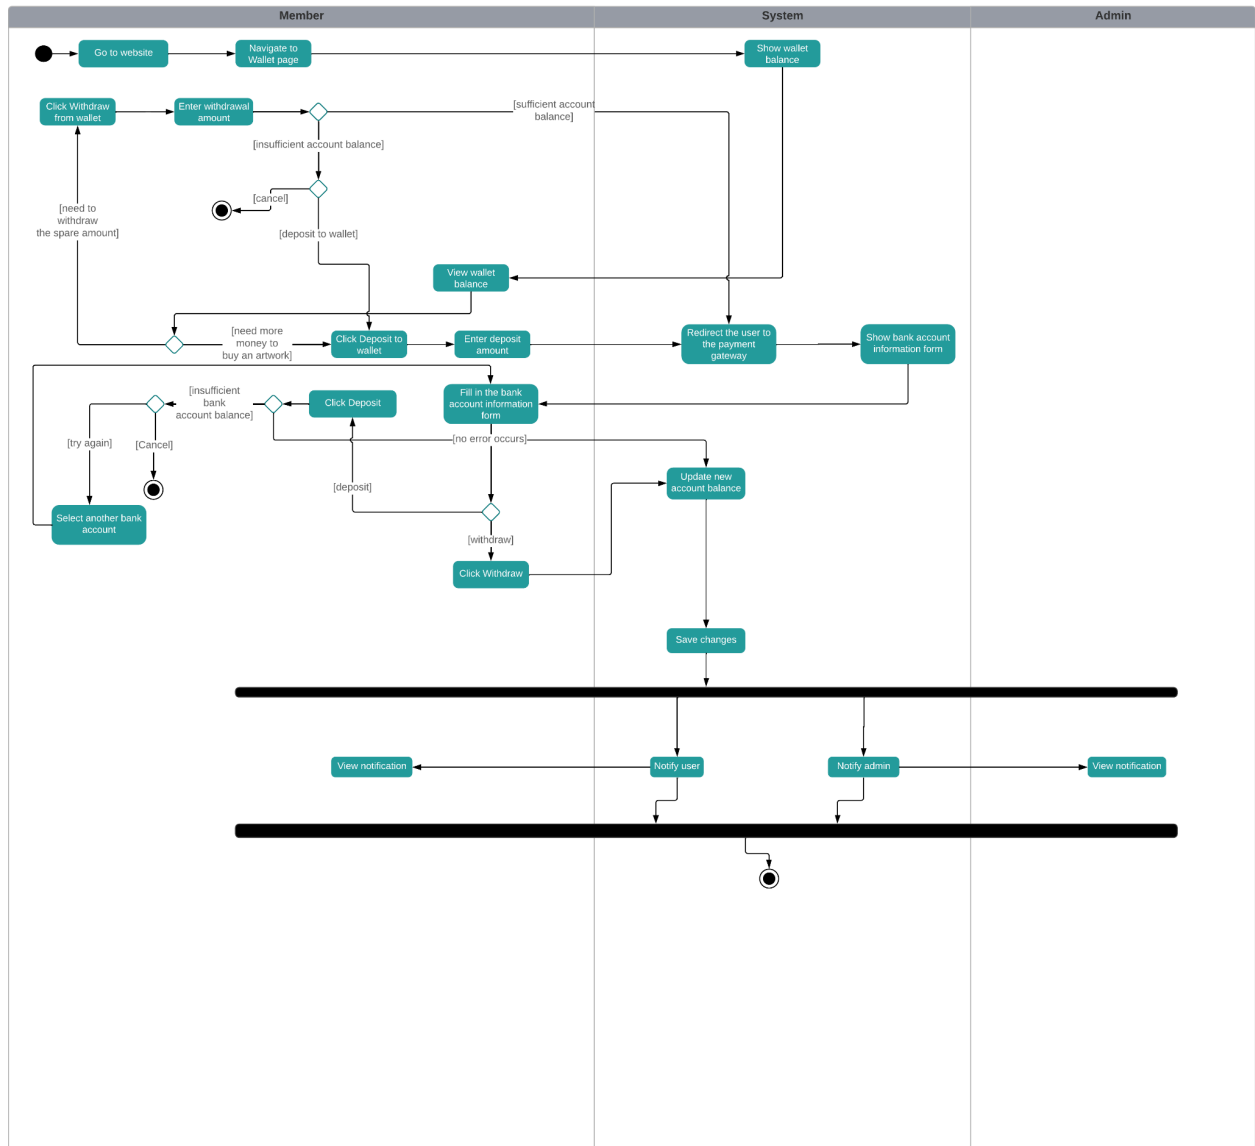 Member
System
Admin
Go to website
Navigate to
Wallet page
Show wallet
balance
Click Withdraw
from wallet
Enter withdrawal
amount
[sufficient account
balance]
[insufficient account balance]
[cancel]
[need to
withdraw
the spare amount]
[deposit to wallet]
View wallet
balance
[need more
money to
buy an artwork]
Click Deposit to
wallet
Enter deposit
amount
Redirect the user to
the payment
gateway
Show bank account
information form
[insufficient
bank
account balance]
Click Deposit
Fill in the bank
account information
form
[try again]
[Cancel]
[no error occurs]
[deposit]
Update new
account balance
Select another bank
account
[withdraw]
Click Withdraw
Save changes
View notification
Notify user
Notify admin
View notification